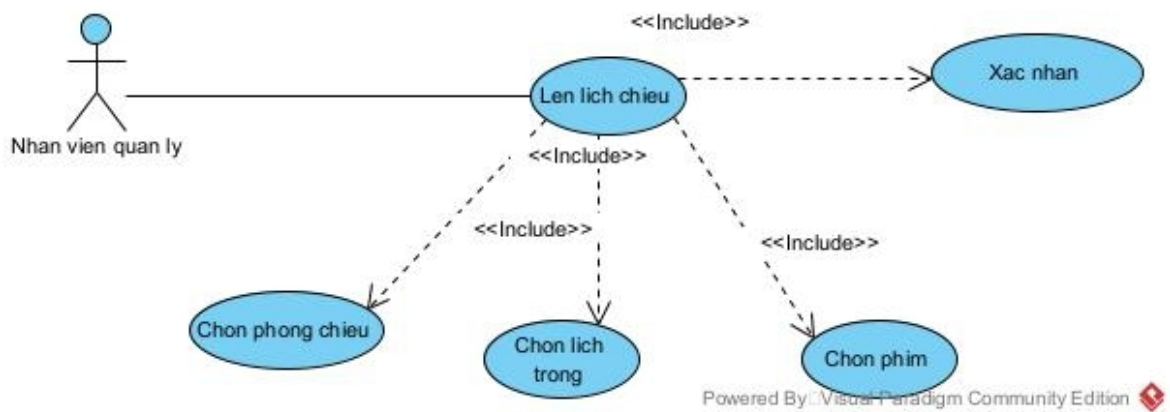 <<Include>>
Xac nhan
Len lich chieu
Nhan vien quan ly
<<Include>>
<<Include>>
<<Include>>
Chon phong chieu
Chon lich
trong
Chon phim
Powered By Visual Paradigm Community Edition